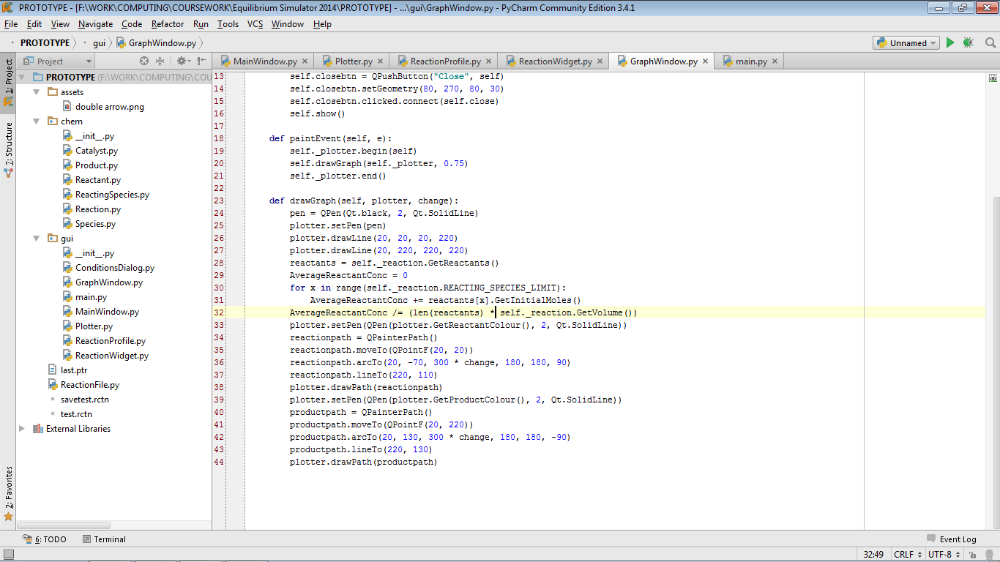 PROTOTYPE - [F:\WORK\COMPUTING\COURSEWORK\Equilibrium Simulator 2014\PROTOTYPE] - ...\gui\GraphWindow.py - PyCharm Community Edition 3.4.1
File Edit View Navigate Code Refactor Run Tools VCS Window Help
PROTOTYPE gui GraphWindow.py Unnamed
1: Project
7: Structure
2: Favorites
Project
PROTOTYPE (F:\WORK\COMPUTING\COU
assets
double arrow.png
chem
__init__.py
Catalyst.py
Product.py
Reactant.py
ReactingSpecies.py
Reaction.py
Species.py
gui
__init__.py
ConditionsDialog.py
GraphWindow.py
main.py
MainWindow.py
Plotter.py
ReactionProfile.py
ReactionWidget.py
last.ptr
ReactionFile.py
savetest.rctn
test.rctn
External Libraries
MainWindow.py Plotter.py ReactionProfile.py ReactionWidget.py GraphWindow.py main.py
13 self.closebtn = QPushButton("Close", self)
14 self.closebtn.setGeometry(80, 270, 80, 30)
15 self.closebtn.clicked.connect(self.close)
16 self.show()
17
18 def paintEvent(self, e):
19 self._plotter.begin(self)
20 self.drawGraph(self._plotter, 0.75)
21 self._plotter.end()
22
23 def drawGraph(self, plotter, change):
24 pen = QPen(Qt.black, 2, Qt.SolidLine)
25 plotter.setPen(pen)
26 plotter.drawLine(20, 20, 20, 220)
27 plotter.drawLine(20, 220, 220, 220)
28 reactants = self._reaction.GetReactants()
29 AverageReactantConc = 0
30 for x in range(self._reaction.REACTING_SPECIES_LIMIT):
31 AverageReactantConc += reactants[x].GetInitialMoles()
32 AverageReactantConc /= (len(reactants) * self._reaction.GetVolume())
33 plotter.setPen(QPen(plotter.GetReactantColour(), 2, Qt.SolidLine))
34 reactionpath = QPainterPath()
35 reactionpath.moveTo(QPointF(20, 20))
36 reactionpath.arcTo(20, -70, 300 * change, 180, 180, 90)
37 reactionpath.lineTo(220, 110)
38 plotter.drawPath(reactionpath)
39 plotter.setPen(QPen(plotter.GetProductColour(), 2, Qt.SolidLine))
40 productpath = QPainterPath()
41 productpath.moveTo(QPointF(20, 220))
42 productpath.arcTo(20, 130, 300 * change, 180, 180, -90)
43 productpath.lineTo(220, 130)
44 plotter.drawPath(productpath)
6: TODO Terminal Event Log
32:49 CRLF UTF-8